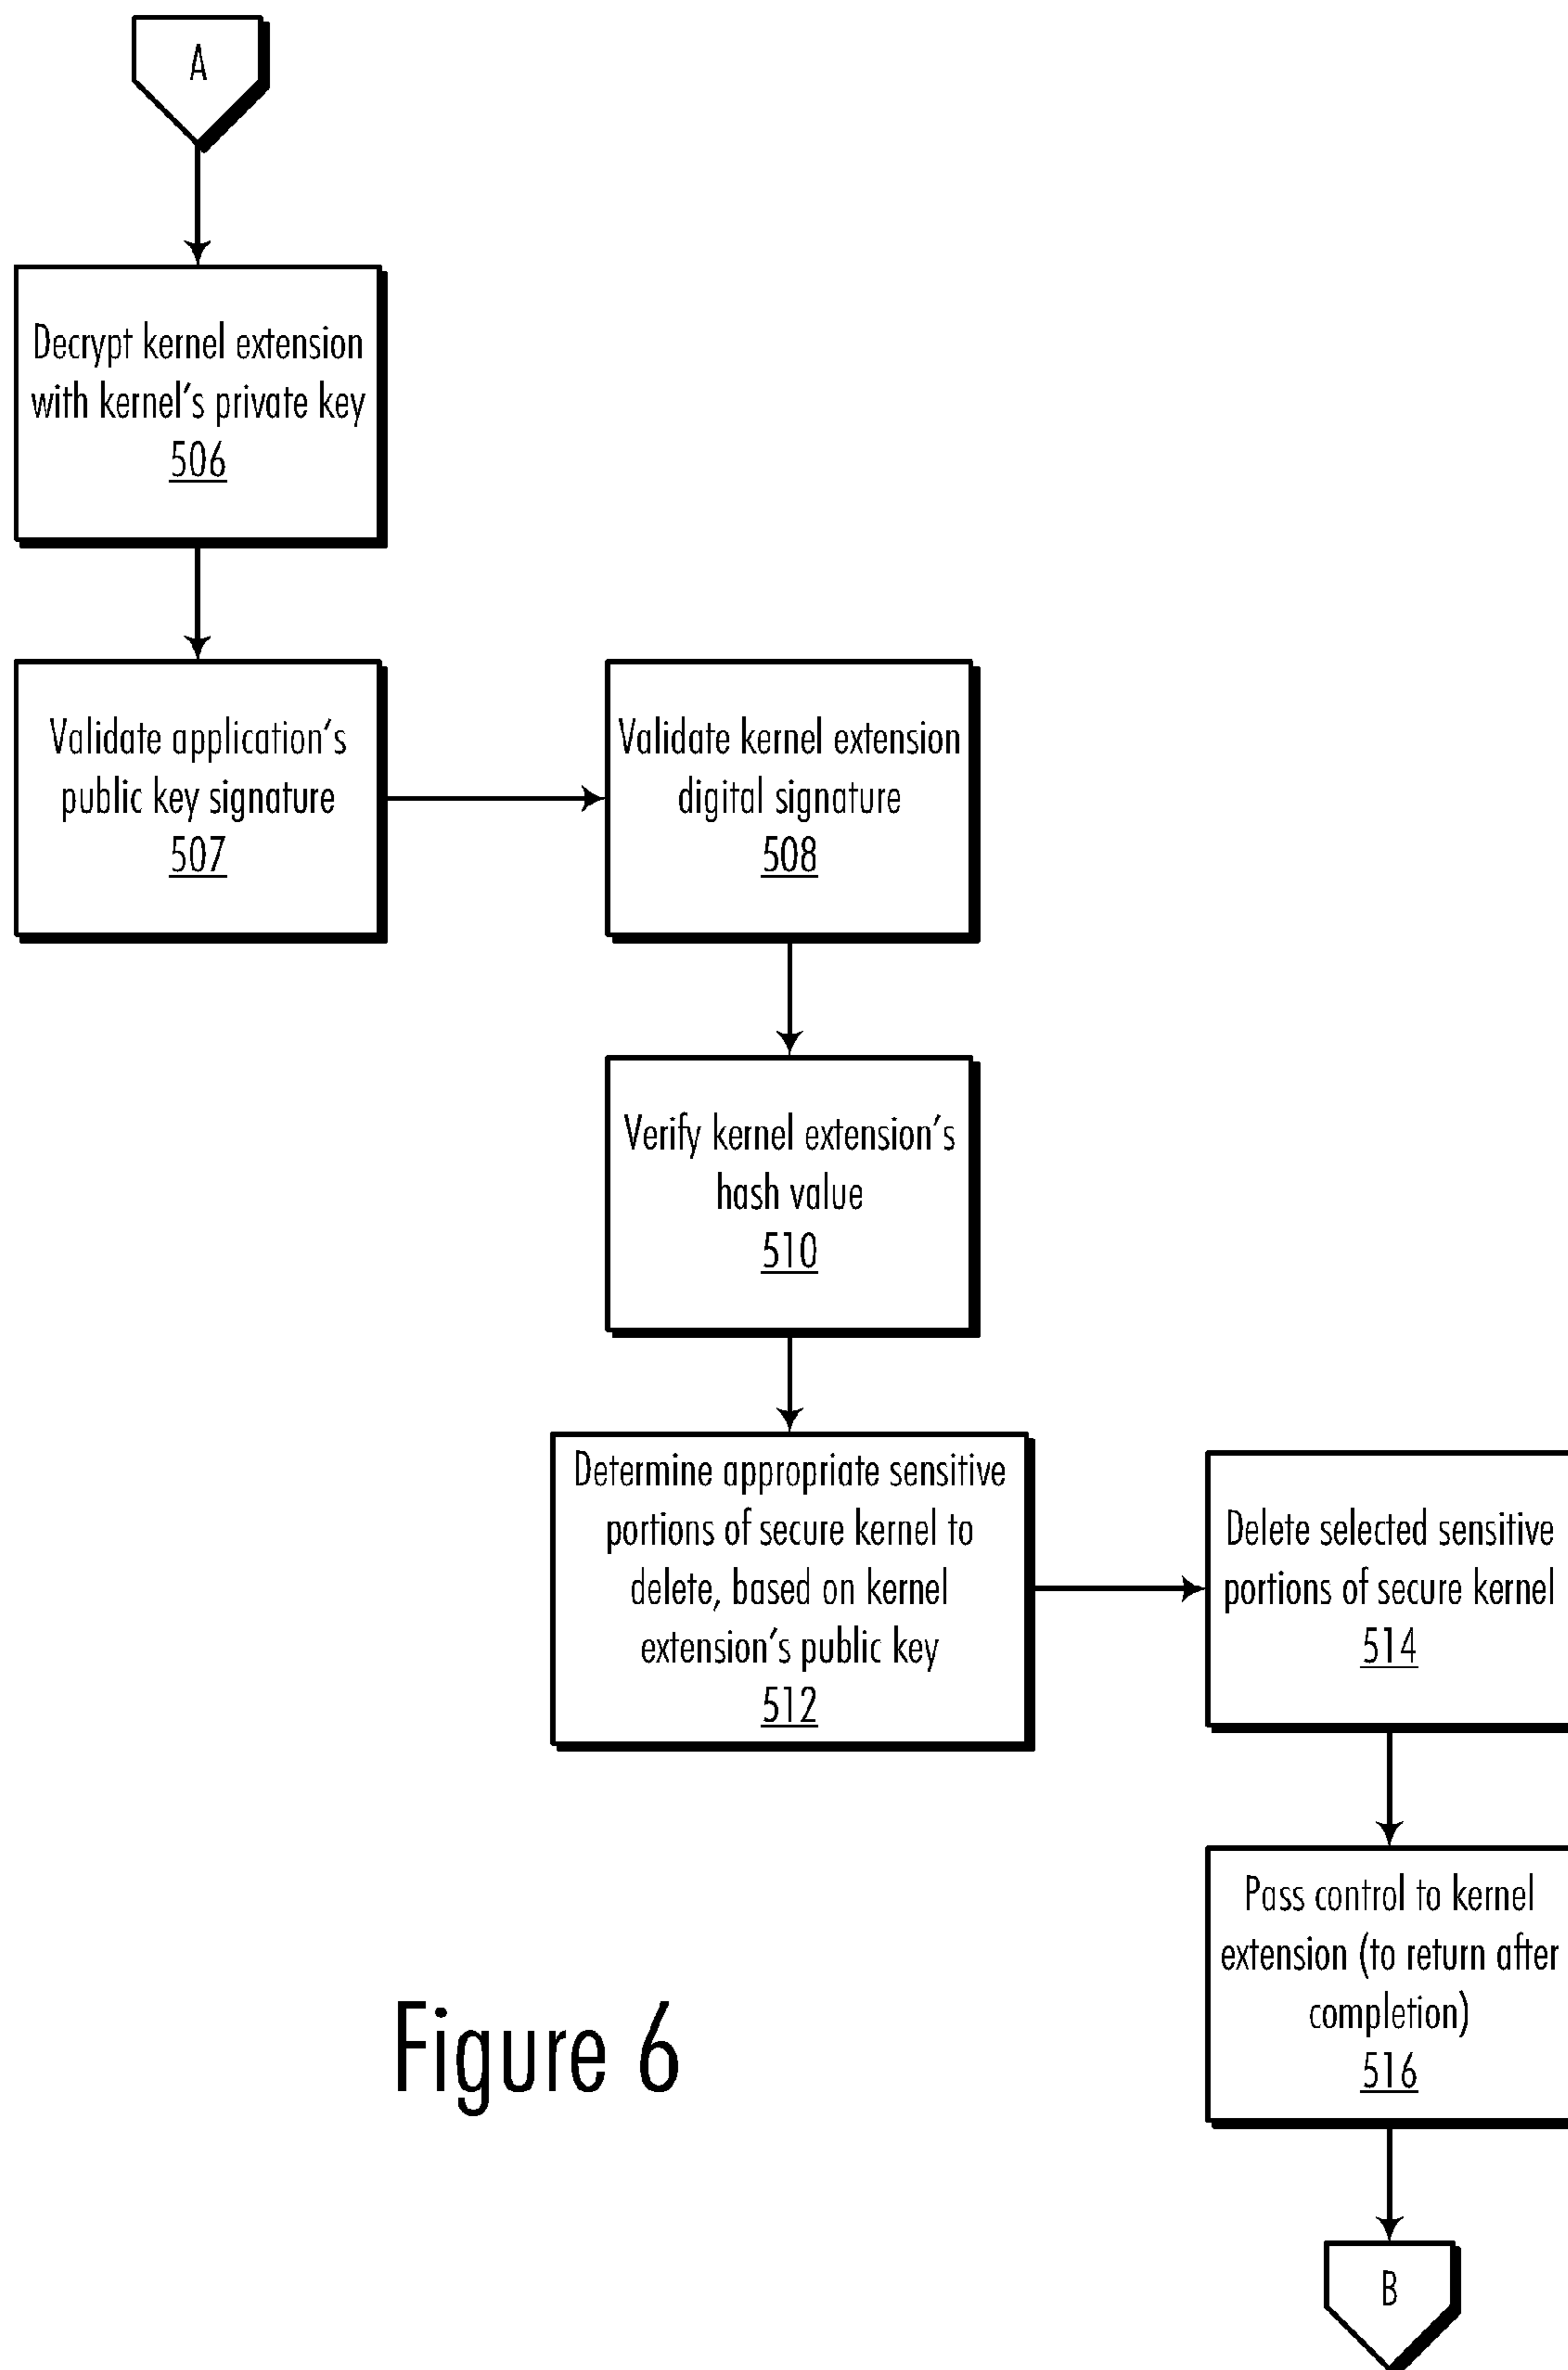 A
Decrypt kernel extension
with kernel's private key
506
Validate application's
public key signature
507
Validate kernel extension
digital signature
508
Verify kernel extension's
hash value
510
Determine appropriate sensitive
portions of secure kernel to
delete, based on kernel
extension's public key
512
Delete selected sensitive
portions of secure kernel
514
Pass control to kernel
extension (to return after
completion)
516
B
Figure 6